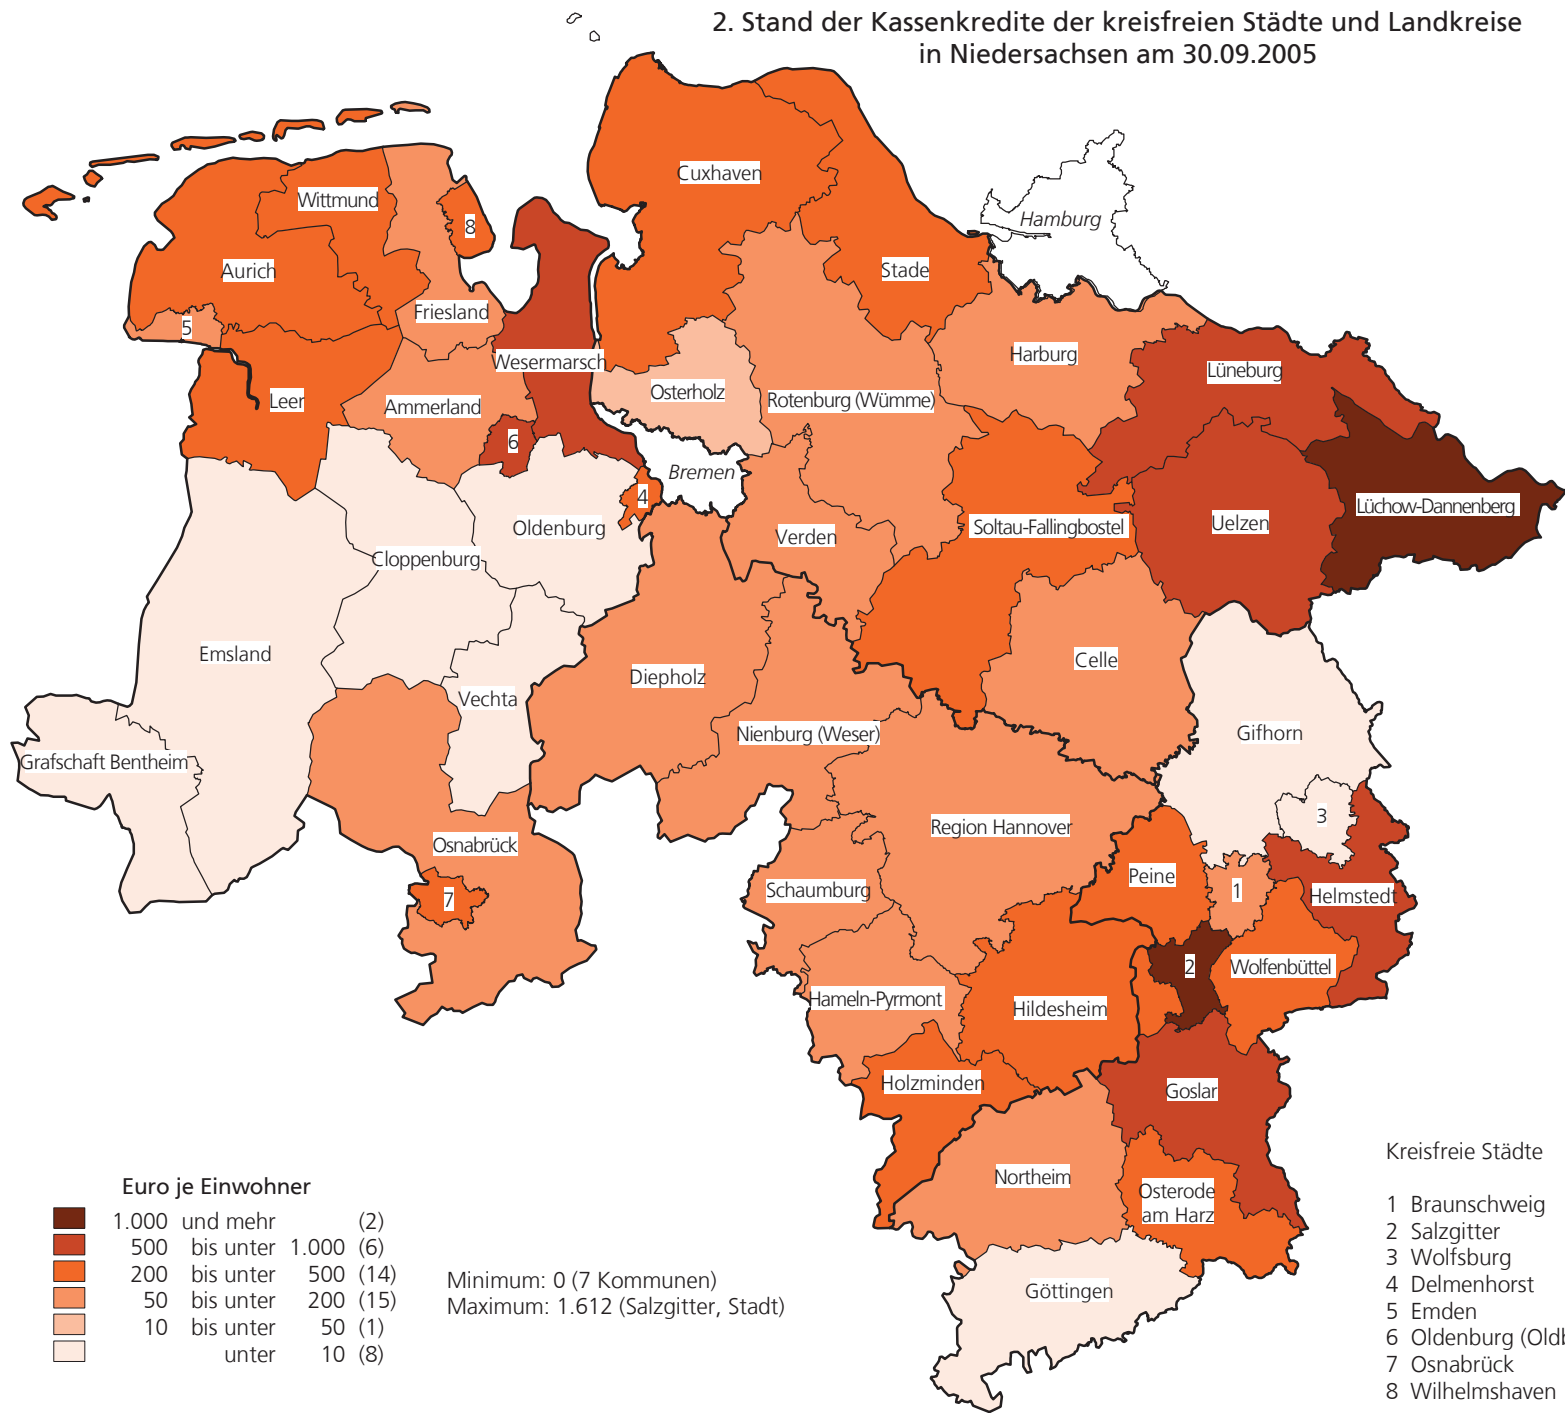 2. Stand der Kassenkredite der kreisfreien Städte und Landkreise
in Niedersachsen am 30.09.2005
Cuxhaven
Wittmund
Hamburg
8
Aurich
Stade
Friesland
5
Harburg
Wesermarsch
Lüneburg
Osterholz
Leer
Ammerland
Rotenburg (Wümme)
6
Bremen
4
Lüchow-Dannenberg
Oldenburg
Soltau-Fallingbostel
Uelzen
Verden
Cloppenburg
Emsland
Celle
Diepholz
Vechta
Nienburg (Weser)
Gifhorn
Grafschaft Bentheim
3
Region Hannover
Osnabrück
Peine
Schaumburg
1
Helmstedt
7
2
Wolfenbüttel
Hameln-Pyrmont
Hildesheim
Holzminden
Goslar
Northeim
Osterode
am Harz
Göttingen
Euro je Einwohner
1.000 und mehr (2)
500 bis unter 1.000 (6)
200 bis unter 500 (14)
50 bis unter 200 (15)
10 bis unter 50 (1)
unter 10 (8)
Minimum: 0 (7 Kommunen)
Maximum: 1.612 (Salzgitter, Stadt)
Kreisfreie Städte
1 Braunschweig
2 Salzgitter
3 Wolfsburg
4 Delmenhorst
5 Emden
6 Oldenburg (Oldb
7 Osnabrück
8 Wilhelmshaven